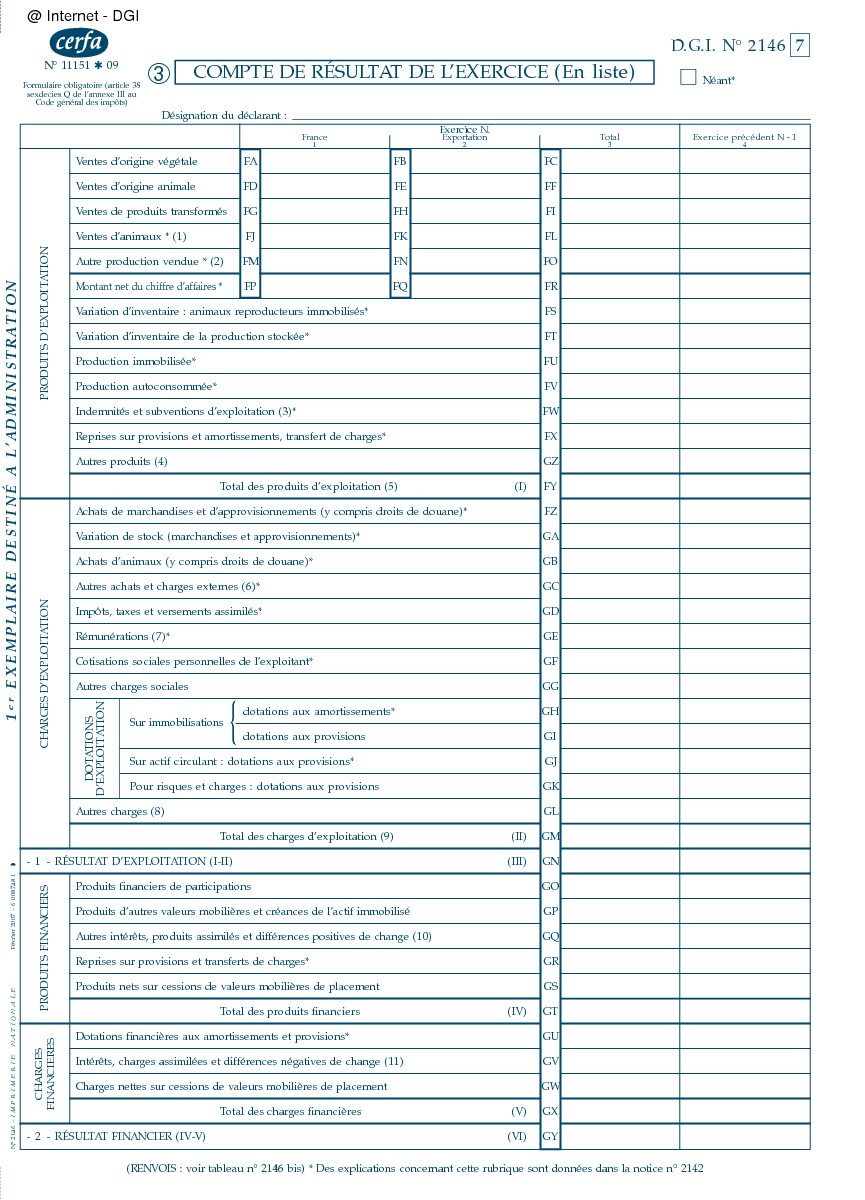 @ Internet - DGI
cerfa
N° 11151 ✱ 09
Formulaire obligatoire (article 38
sexdecies Q de l'annexe III au
Code général des impôts)
③ COMPTE DE RÉSULTAT DE L'EXERCICE (En liste)
D.G.I. N° 2146 7
Néant*
Désignation du déclarant :
Exercice N.
France Exportation Total Exercice précédent N - 1
1 2 3 4
PRODUITS D'EXPLOITATION
Ventes d'origine végétale FA FB FC
Ventes d'origine animale FD FE FF
Ventes de produits transformés FG FH FI
Ventes d'animaux * (1) FJ FK FL
Autre production vendue * (2) FM FN FO
Montant net du chiffre d'affaires * FP FQ FR
Variation d'inventaire : animaux reproducteurs immobilisés* FS
Variation d'inventaire de la production stockée* FT
Production immobilisée* FU
Production autoconsommée* FV
Indemnités et subventions d'exploitation (3)* FW
Reprises sur provisions et amortissements, transfert de charges* FX
Autres produits (4) GZ
Total des produits d'exploitation (5) (I) FY
CHARGES D'EXPLOITATION
Achats de marchandises et d'approvisionnements (y compris droits de douane)* FZ
Variation de stock (marchandises et approvisionnements)* GA
Achats d'animaux (y compris droits de douane)* GB
Autres achats et charges externes (6)* GC
Impôts, taxes et versements assimilés* GD
Rémunérations (7)* GE
Cotisations sociales personnelles de l'exploitant* GF
Autres charges sociales GG
DOTATIONS
D'EXPLOITATION
Sur immobilisations
dotations aux amortissements* GH
dotations aux provisions GI
Sur actif circulant : dotations aux provisions* GJ
Pour risques et charges : dotations aux provisions GK
Autres charges (8) GL
Total des charges d'exploitation (9) (II) GM
- 1 - RÉSULTAT D'EXPLOITATION (I-II) (III) GN
PRODUITS FINANCIERS
Produits financiers de participations GO
Produits d'autres valeurs mobilières et créances de l'actif immobilisé GP
Autres intérêts, produits assimilés et différences positives de change (10) GQ
Reprises sur provisions et transferts de charges* GR
Produits nets sur cessions de valeurs mobilières de placement GS
Total des produits financiers (IV) GT
CHARGES
FINANCIERES
Dotations financières aux amortissements et provisions* GU
Intérêts, charges assimilées et différences négatives de change (11) GV
Charges nettes sur cessions de valeurs mobilières de placement GW
Total des charges financières (V) GX
- 2 - RÉSULTAT FINANCIER (IV-V) (VI) GY
(RENVOIS : voir tableau n° 2146 bis) * Des explications concernant cette rubrique sont données dans la notice n° 2142
1er EXEMPLAIRE DESTINÉ A L'ADMINISTRATION
N° 2146 – IMPRIMERIE NATIONALE Février 2007 –